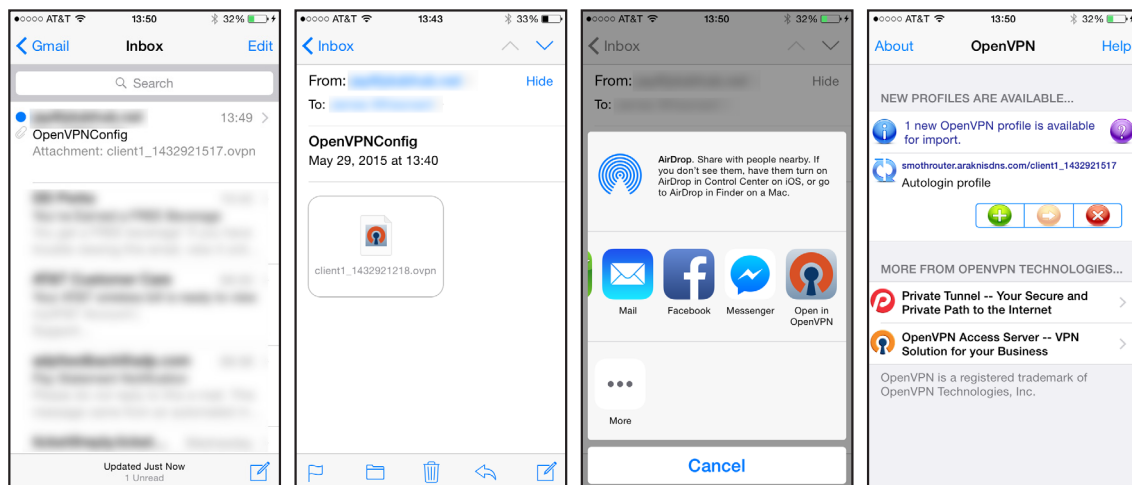 AT&T 13:50 32%
Gmail Inbox Edit
Search
13:49
OpenVPNConfig
Attachment: client1_1432921517.ovpn
Updated Just Now
1 Unread
AT&T 13:43 33%
Inbox
From: Hide
To:
OpenVPNConfig
May 29, 2015 at 13:40
client1_1432921218.ovpn
AT&T 13:50 32%
Inbox
From: Hide
To:
AirDrop. Share with people nearby. If
you don't see them, have them turn on
AirDrop in Control Center on iOS, or go
to AirDrop in Finder on a Mac.
Mail Facebook Messenger Open in
OpenVPN
More
Cancel
AT&T 13:50 32%
About OpenVPN Help
NEW PROFILES ARE AVAILABLE...
1 new OpenVPN profile is available
for import.
smothrouter.araknisdns.com/client1_1432921517
Autologin profile
MORE FROM OPENVPN TECHNOLOGIES...
Private Tunnel -- Your Secure and
Private Path to the Internet
OpenVPN Access Server -- VPN
Solution for your Business
OpenVPN is a registered trademark of
OpenVPN Technologies, Inc.